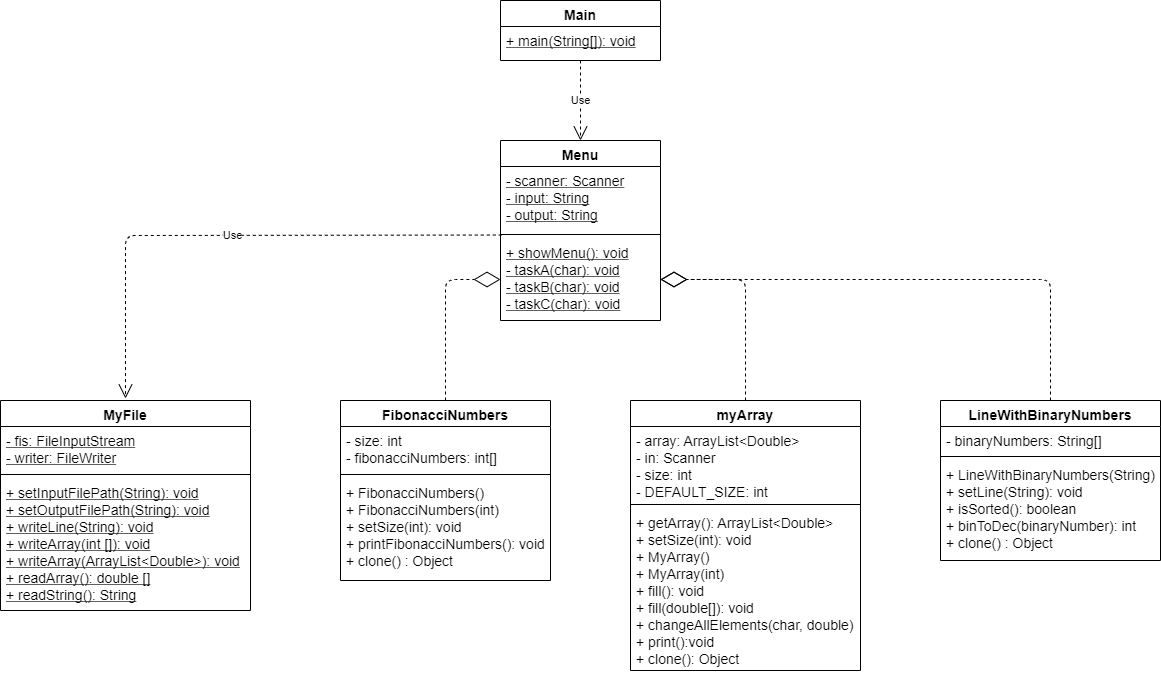 Main
+ main(String[]): void
Use
Menu
- scanner: Scanner
- input: String
- output: String
+ showMenu(): void
- taskA(char): void
- taskB(char): void
- taskC(char): void
Use
MyFile
- fis: FileInputStream
- writer: FileWriter
+ setInputFilePath(String): void
+ setOutputFilePath(String): void
+ writeLine(String): void
+ writeArray(int []): void
+ writeArray(ArrayList<Double>): void
+ readArray(): double []
+ readString(): String
FibonacciNumbers
- size: int
- fibonacciNumbers: int[]
+ FibonacciNumbers()
+ FibonacciNumbers(int)
+ setSize(int): void
+ printFibonacciNumbers(): void
+ clone() : Object
myArray
- array: ArrayList<Double>
- in: Scanner
- size: int
- DEFAULT_SIZE: int
+ getArray(): ArrayList<Double>
+ setSize(int): void
+ MyArray()
+ MyArray(int)
+ fill(): void
+ fill(double[]): void
+ changeAllElements(char, double)
+ print():void
+ clone(): Object
LineWithBinaryNumbers
- binaryNumbers: String[]
+ LineWithBinaryNumbers(String)
+ setLine(String): void
+ isSorted(): boolean
+ binToDec(binaryNumber): int
+ clone() : Object